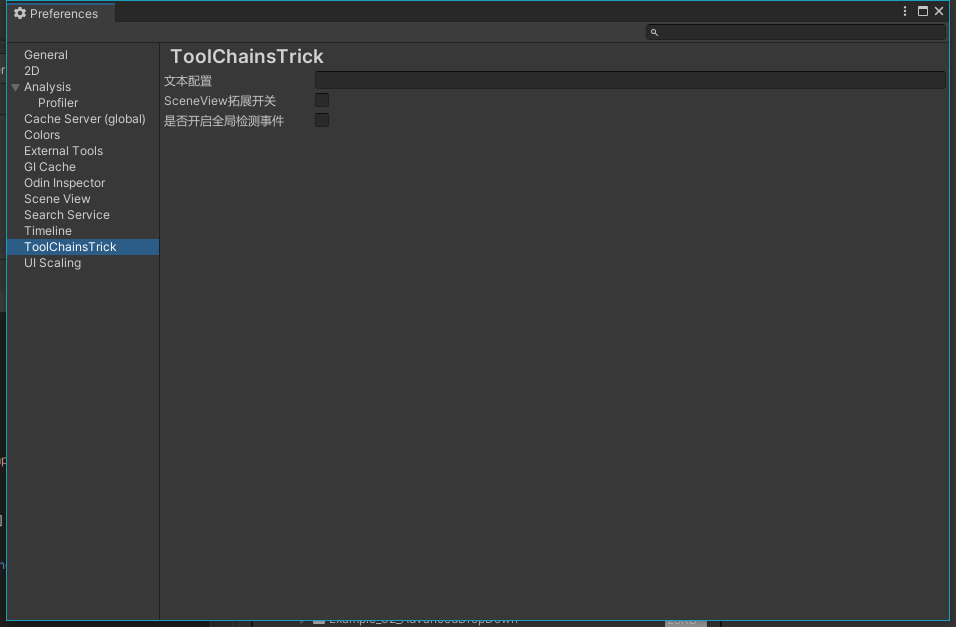 Preferences
General
2D
Analysis
Profiler
Cache Server (global)
Colors
External Tools
GI Cache
Odin Inspector
Scene View
Search Service
Timeline
ToolChainsTrick
UI Scaling
ToolChainsTrick
文本配置
SceneView拓展开关
是否开启全局检测事件